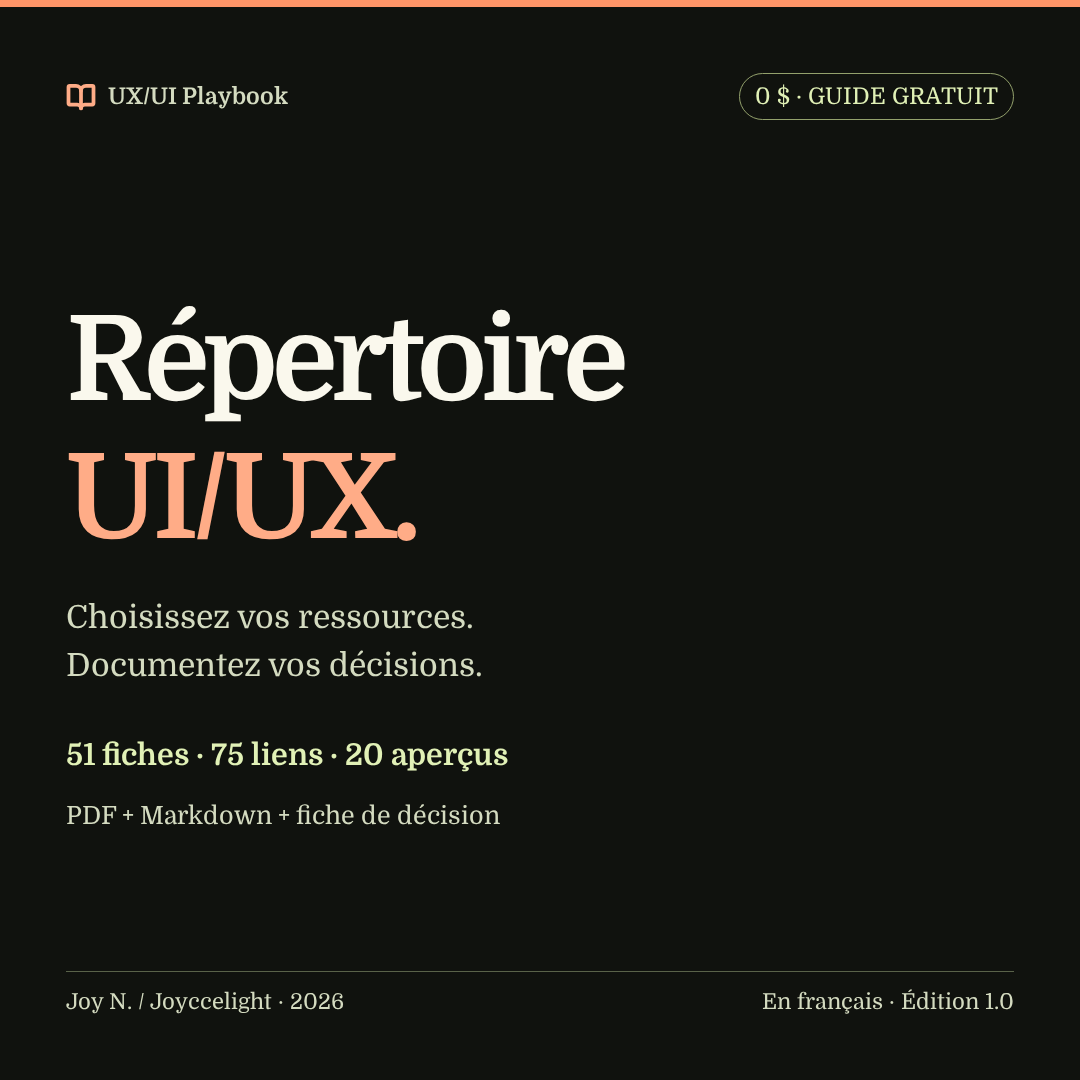 UX/UI Playbook
0 $ · GUIDE GRATUIT
Répertoire
UI/UX.
Choisissez vos ressources.
Documentez vos décisions.
51 fiches · 75 liens · 20 aperçus
PDF + Markdown + fiche de décision
Joy N. / Joyccelight · 2026
En français · Édition 1.0